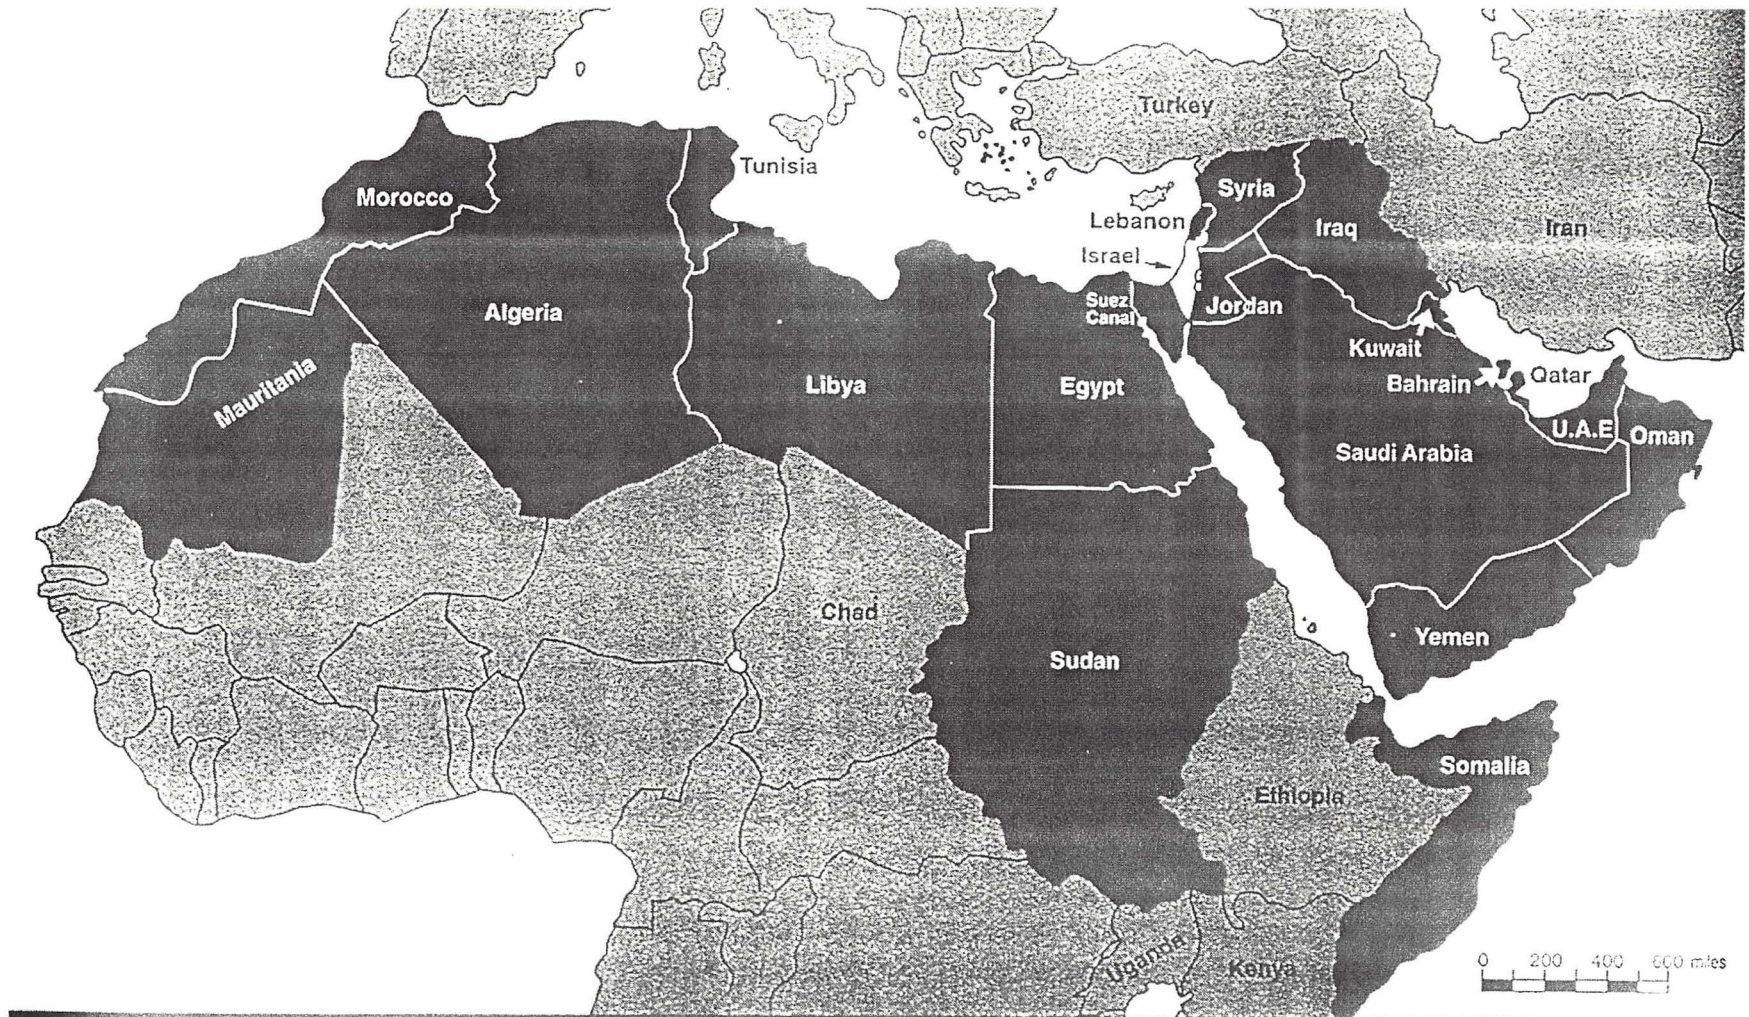 Turkey
Tunisia
Morocco
Syria
Lebanon
Iraq
Iran
Israel
Suez
Canal
Jordan
Algeria
Kuwait
Mauritania
Libya
Egypt
Bahrain
Qatar
U.A.E
Oman
Saudi Arabia
Chad
Sudan
Yemen
Somalia
Ethiopia
Uganda
Kenya
0 200 400 600 miles